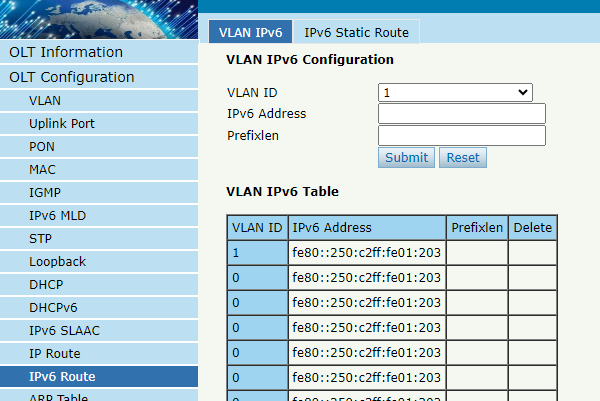 VLAN IPv6
IPv6 Static Route
OLT Information
OLT Configuration
VLAN
Uplink Port
PON
MAC
IGMP
IPv6 MLD
STP
Loopback
DHCP
DHCPv6
IPv6 SLAAC
IP Route
IPv6 Route
ARP Table
VLAN IPv6 Configuration
VLAN ID 1
IPv6 Address
Prefixlen
Submit Reset
VLAN IPv6 Table
VLAN ID IPv6 Address Prefixlen Delete
1 fe80::250:c2ff:fe01:203
0 fe80::250:c2ff:fe01:203
0 fe80::250:c2ff:fe01:203
0 fe80::250:c2ff:fe01:203
0 fe80::250:c2ff:fe01:203
0 fe80::250:c2ff:fe01:203